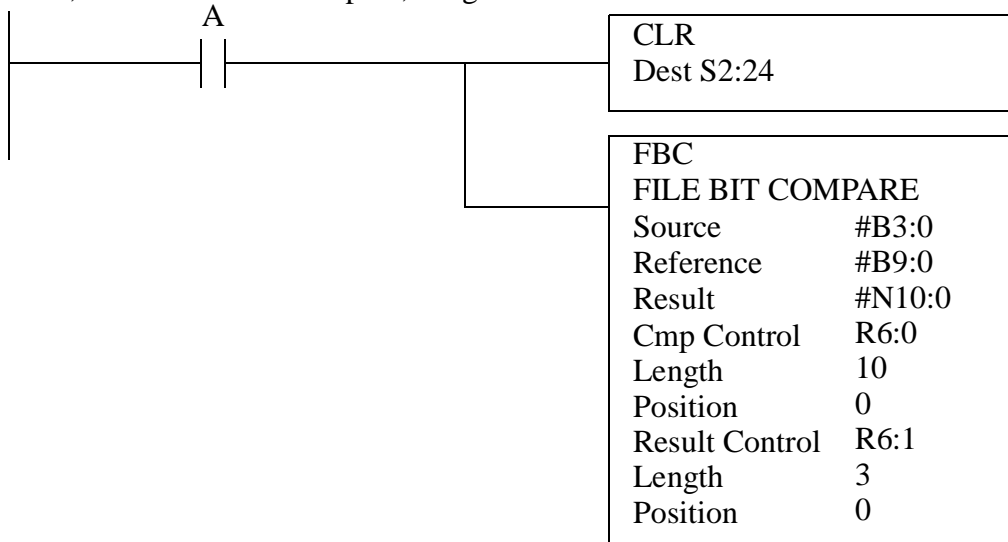 A
CLR
Dest S2:24
FBC
FILE BIT COMPARE
Source #B3:0
Reference #B9:0
Result #N10:0
Cmp Control R6:0
Length 10
Position 0
Result Control R6:1
Length 3
Position 0